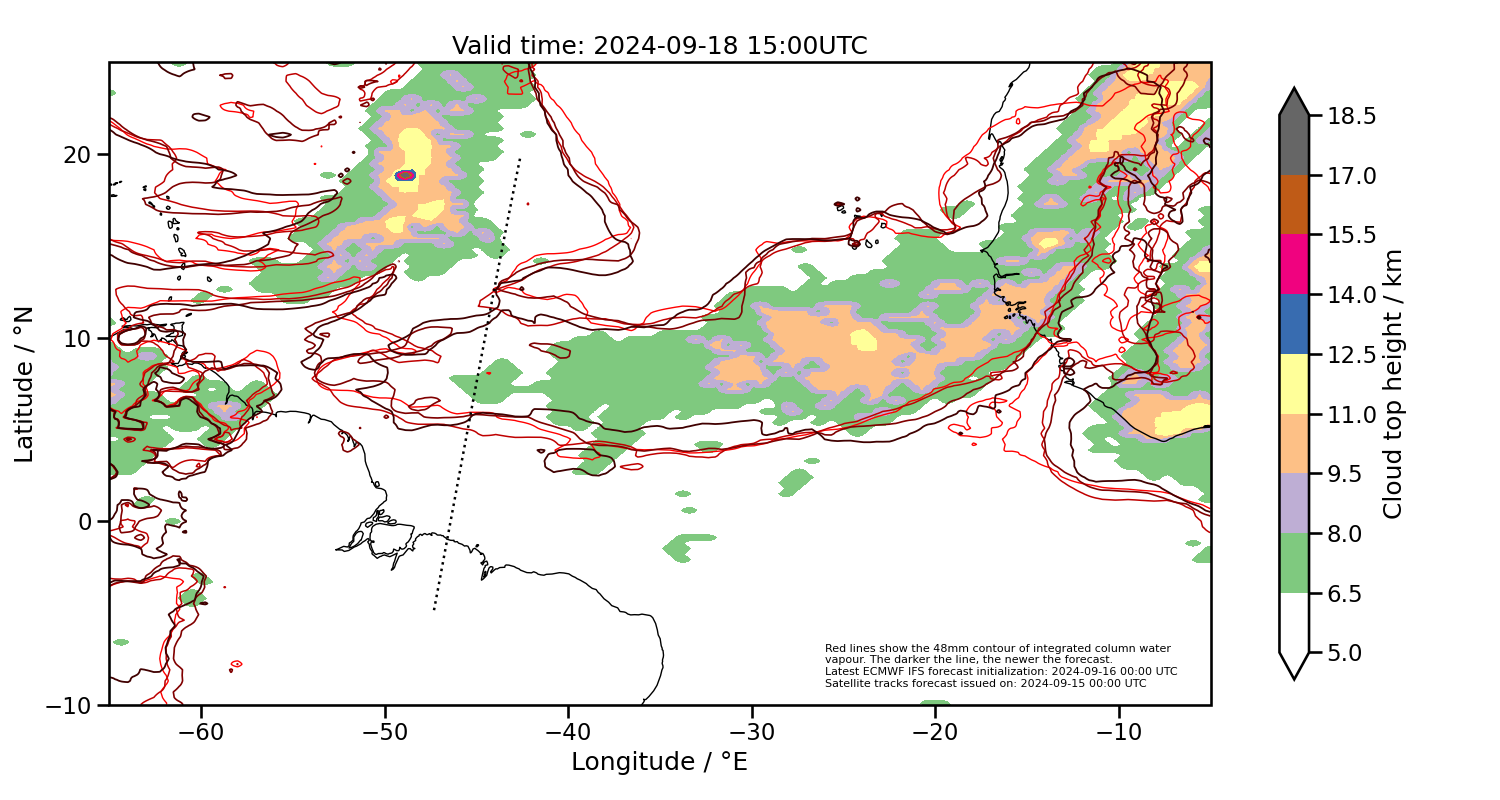 Valid time: 2024-09-18 15:00UTC
20
10
0
−10
Latitude / °N
−60
−50
−40
−30
−20
−10
Longitude / °E
Red lines show the 48mm contour of integrated column water
vapour. The darker the line, the newer the forecast.
Latest ECMWF IFS forecast initialization: 2024-09-16 00:00 UTC
Satellite tracks forecast issued on: 2024-09-15 00:00 UTC
18.5
17.0
15.5
14.0
12.5
11.0
9.5
8.0
6.5
5.0
Cloud top height / km